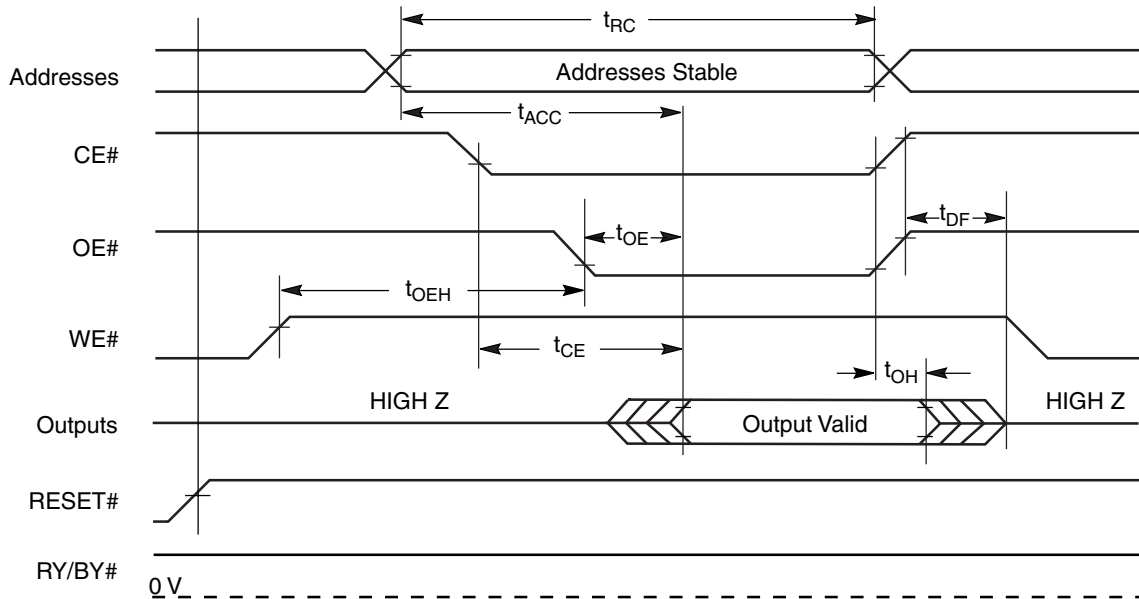 tRC
Addresses
Addresses Stable
tACC
CE#
tDF
OE#
tOE
tOEH
WE#
tCE
tOH
HIGH Z
HIGH Z
Outputs
Output Valid
RESET#
RY/BY#
0 V